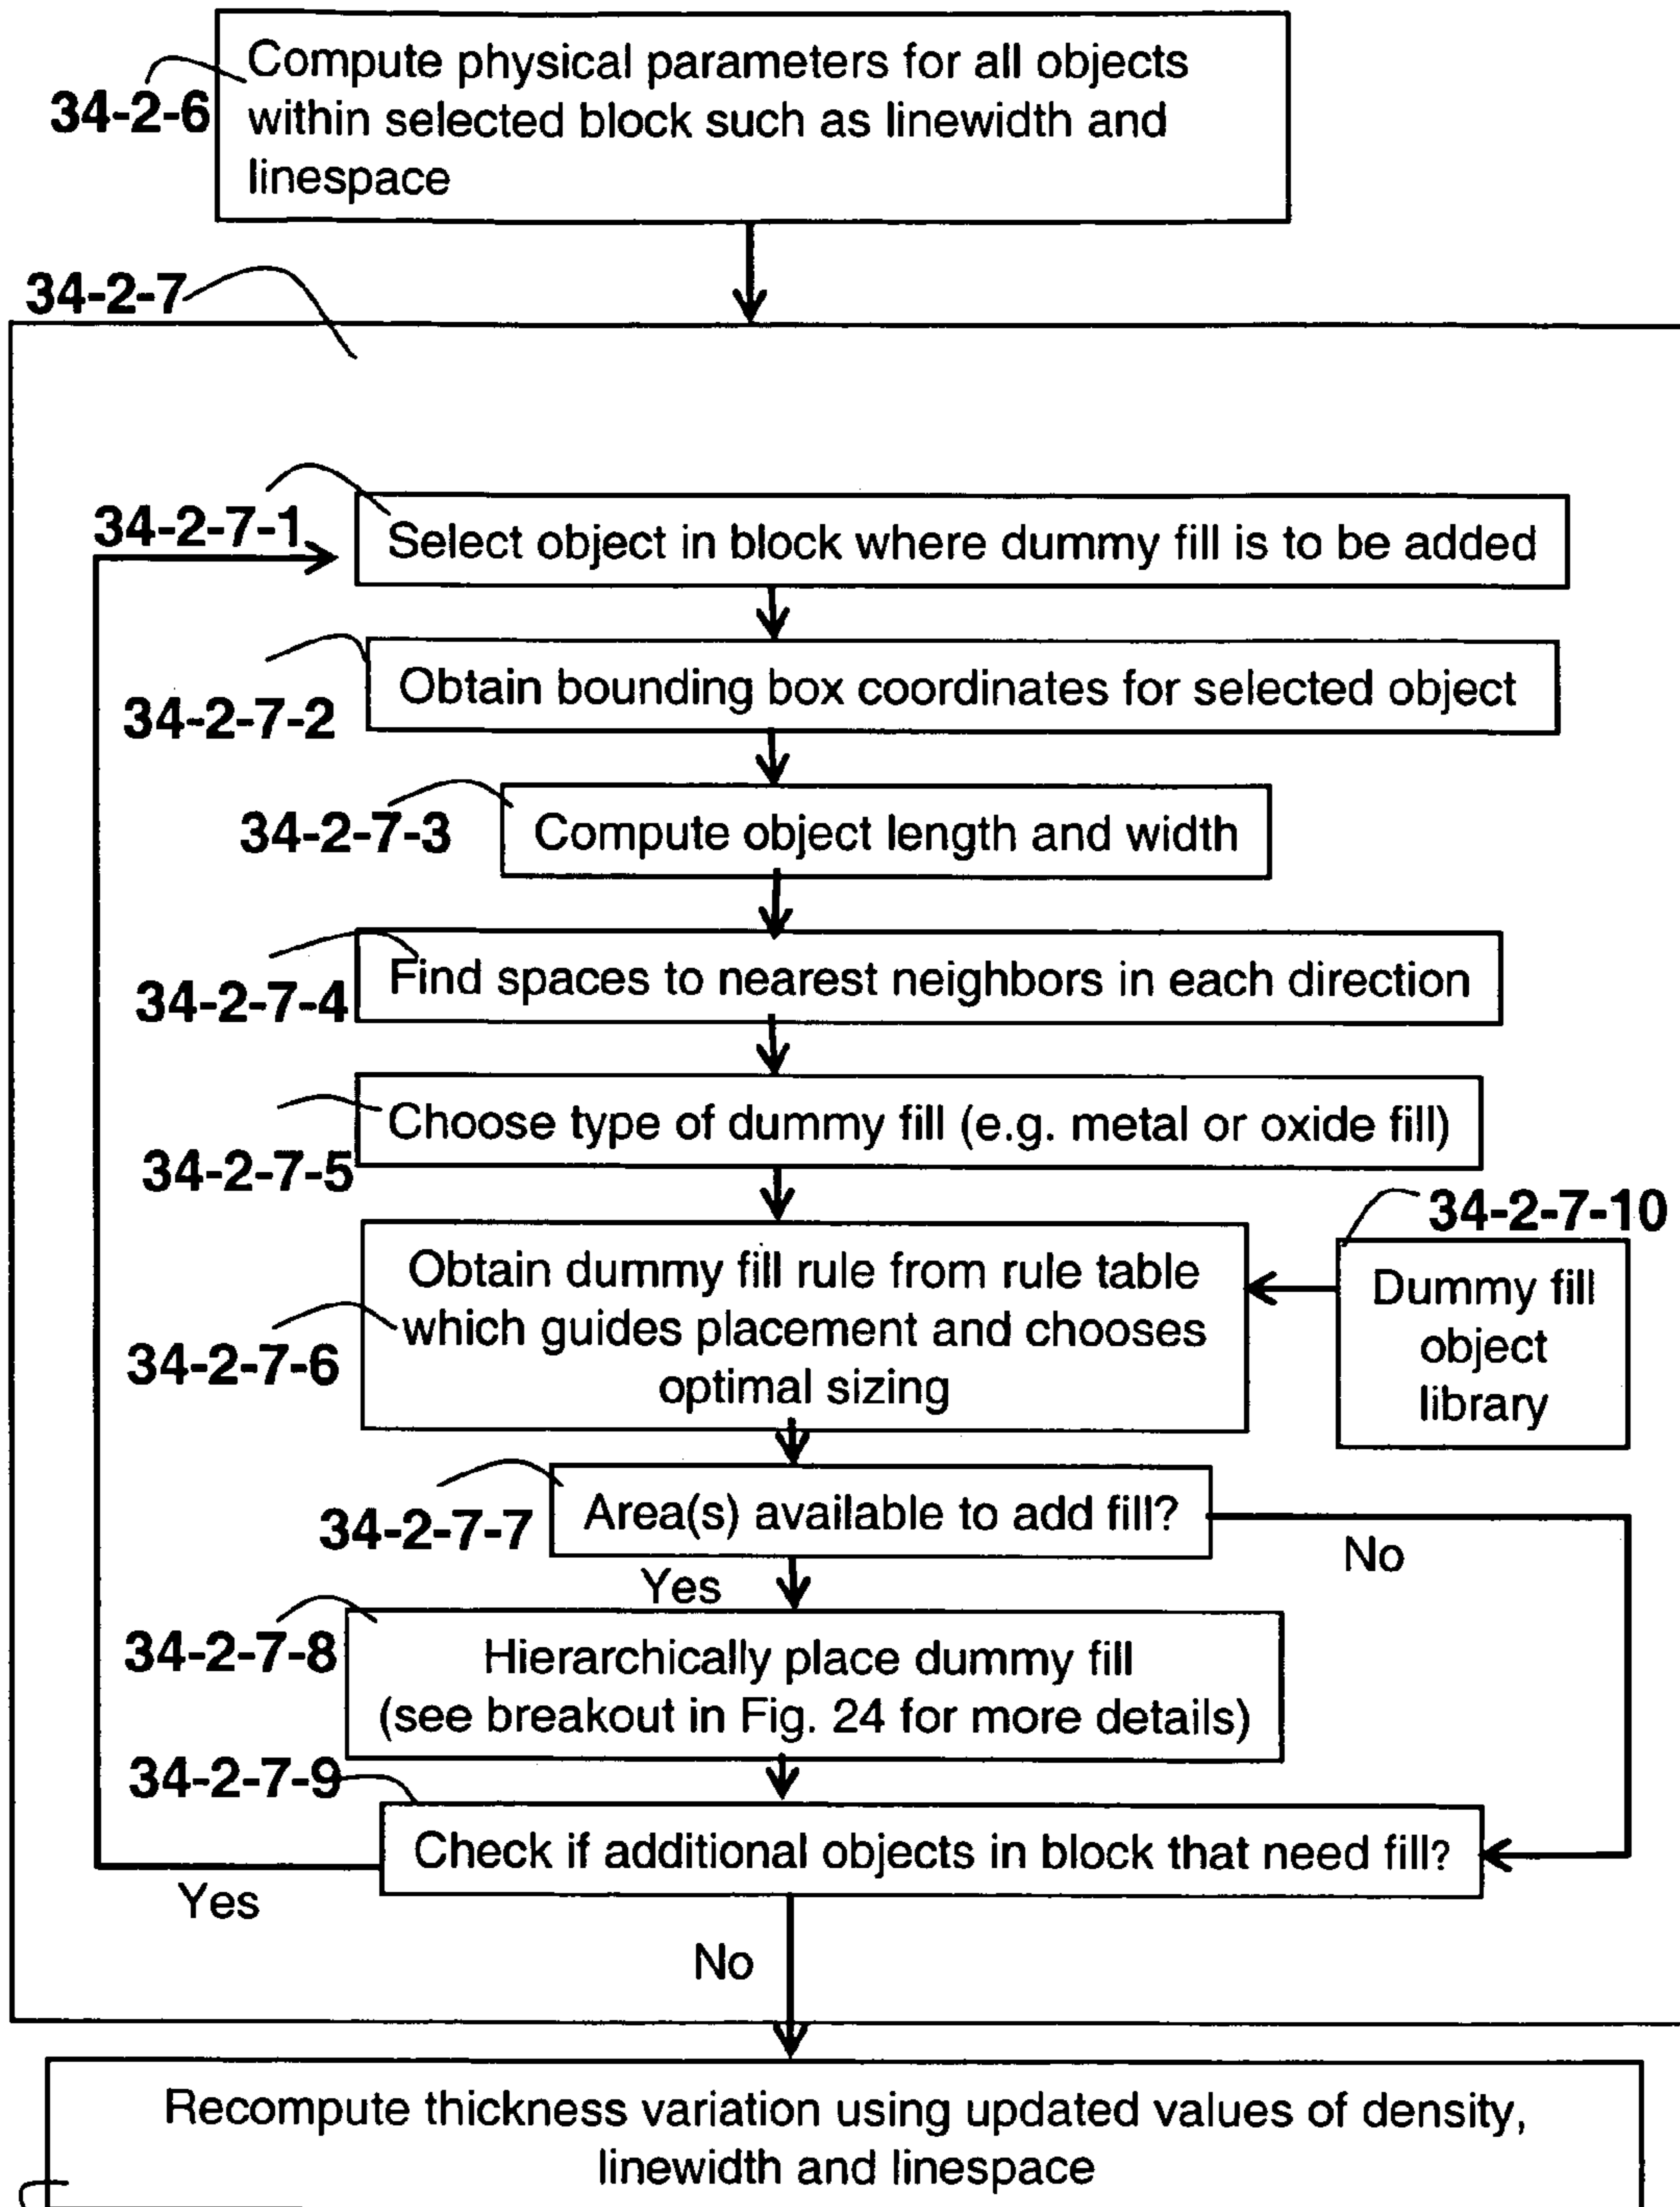 Compute physical parameters for all objects
34-2-6
within selected block such as linewidth and
linespace
34-2-7
34-2-7-1
Select object in block where dummy fill is to be added
Obtain bounding box coordinates for selected object
34-2-7-2
34-2-7-3
Compute object length and width
Find spaces to nearest neighbors in each direction
34-2-7-4
Choose type of dummy fill (e.g. metal or oxide fill)
34-2-7-5
34-2-7-10
Obtain dummy fill rule from rule table
which guides placement and chooses
optimal sizing
34-2-7-6
Dummy fill
object
library
34-2-7-7
Area(s) available to add fill?
No
Yes
34-2-7-8
Hierarchically place dummy fill
(see breakout in Fig. 24 for more details)
34-2-7-9
Check if additional objects in block that need fill?
Yes
No
Recompute thickness variation using updated values of density,
linewidth and linespace